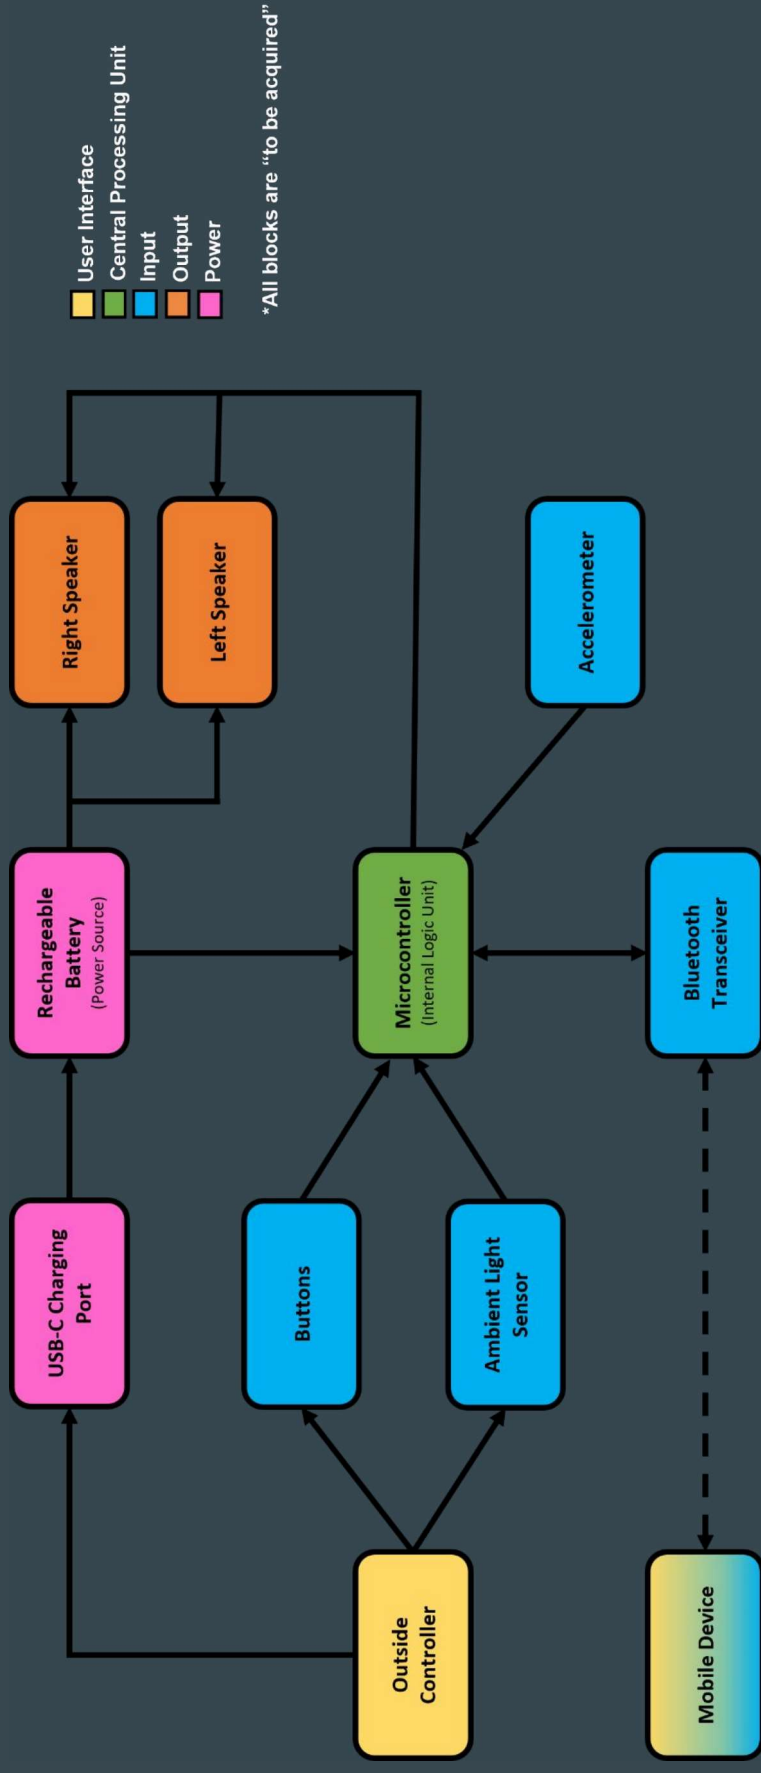 USB-C Charging
Port
Rechargeable
Battery
(Power Source)
Right Speaker
Left Speaker
User Interface
Central Processing Unit
Input
Output
Power
*All blocks are “to be acquired”
Buttons
Outside
Controller
Microcontroller
(Internal Logic Unit)
Ambient Light
Sensor
Accelerometer
Mobile Device
Bluetooth
Transceiver